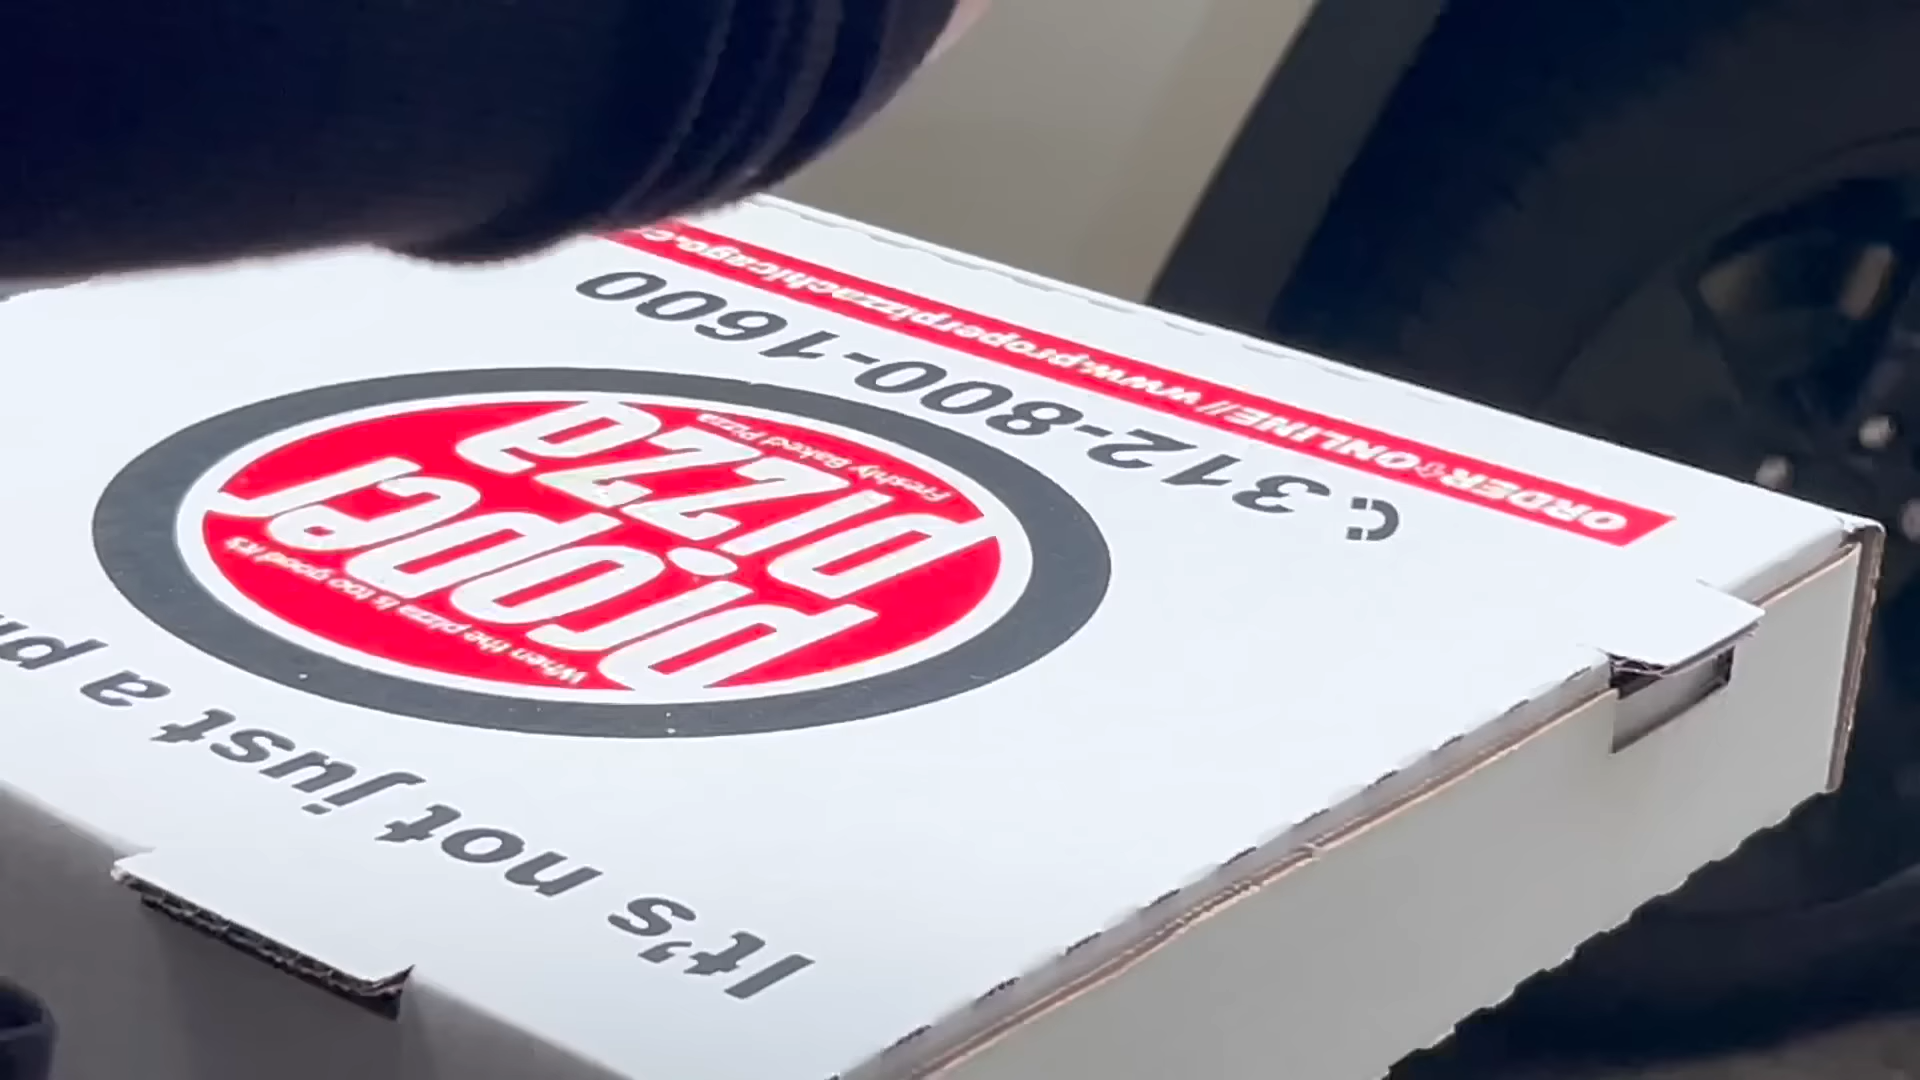 It's not just a
When the pizza is too good it's
proper
pizza
Freshly Baked Pizza
C. 312-800-1600
ORDER ONLINE// www.properpizzachicago.c